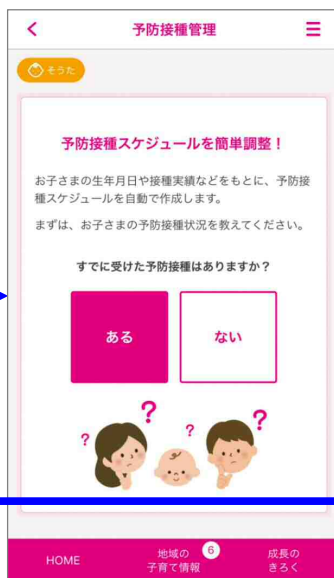 予防接種管理
そうた
予防接種スケジュールを簡単調整！
お子さまの生年月日や接種実績などをもとに、予防接
種スケジュールを自動で作成します。
まずは、お子さまの予防接種状況を教えてください。
すでに受けた予防接種はありますか？
ある
ない
?
?
?
?
HOME
地域の
子育て情報
6
成長の
きろく